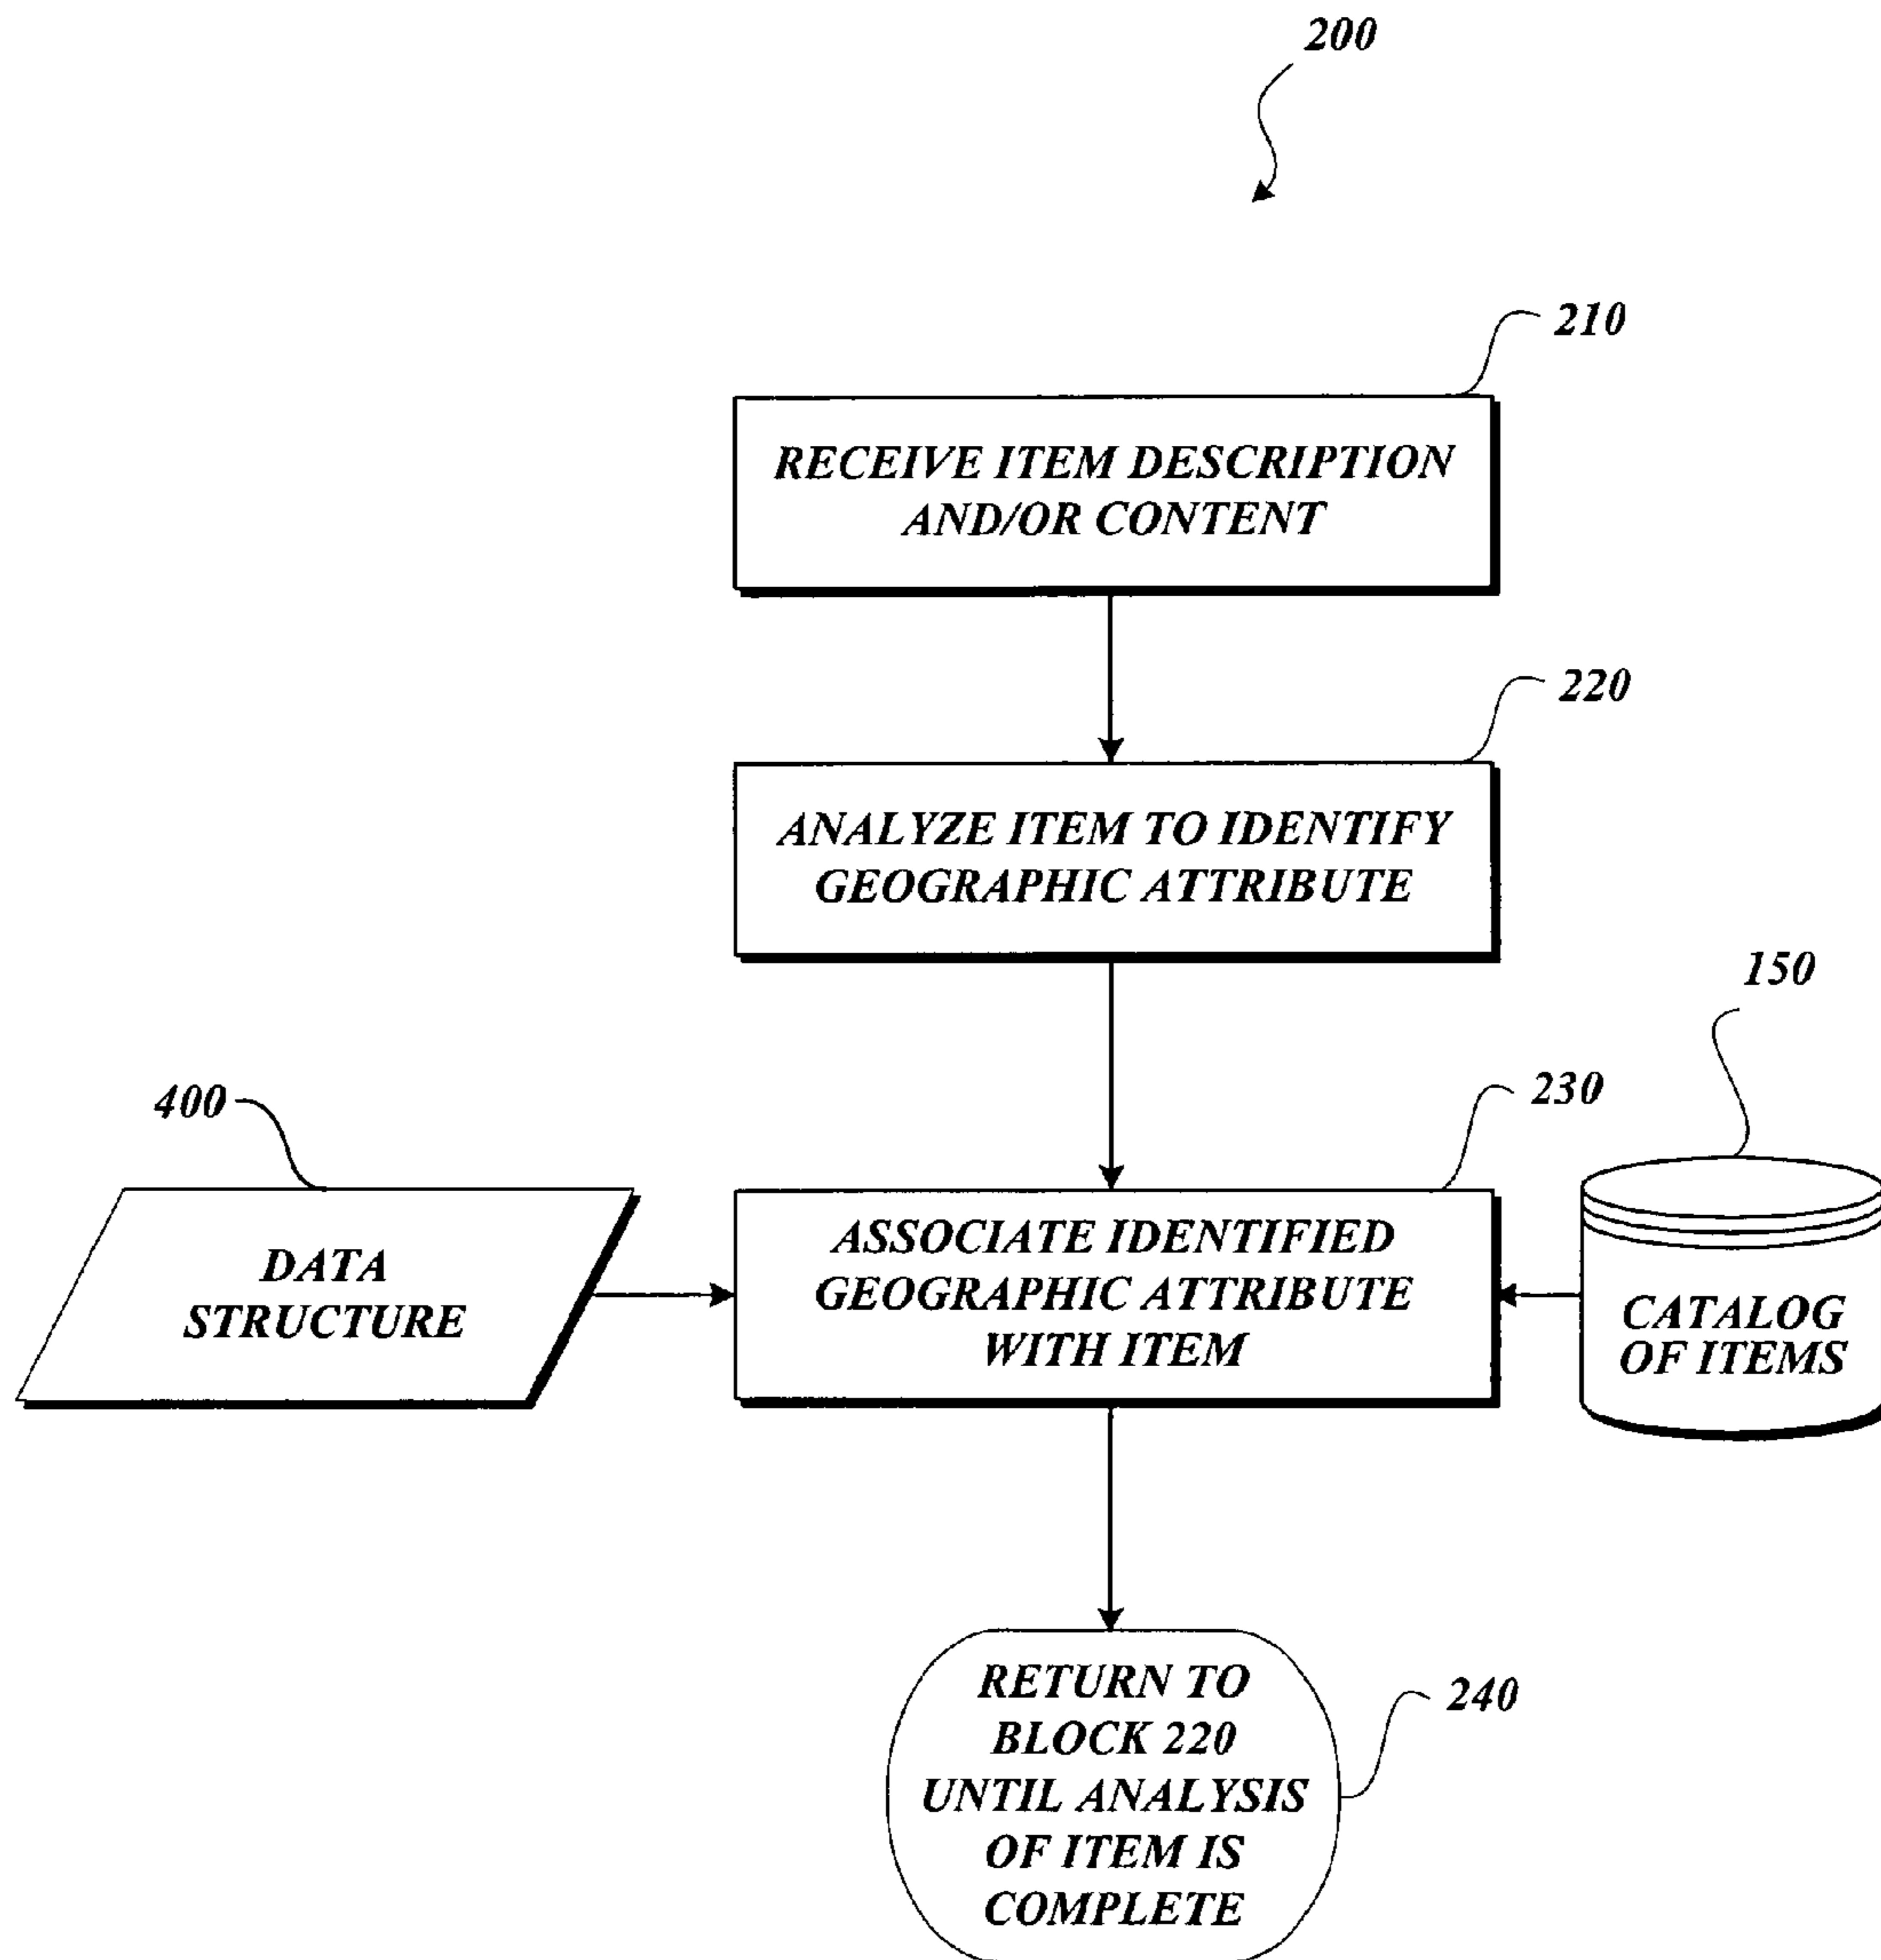 200
210
RECEIVE ITEM DESCRIPTION
AND/OR CONTENT
220
ANALYZE ITEM TO IDENTIFY
GEOGRAPHIC ATTRIBUTE
150
400
230
DATA
STRUCTURE
ASSOCIATE IDENTIFIED
GEOGRAPHIC ATTRIBUTE
WITH ITEM
CATALOG
OF ITEMS
RETURN TO
BLOCK 220
UNTIL ANALYSIS
OF ITEM IS
COMPLETE
240